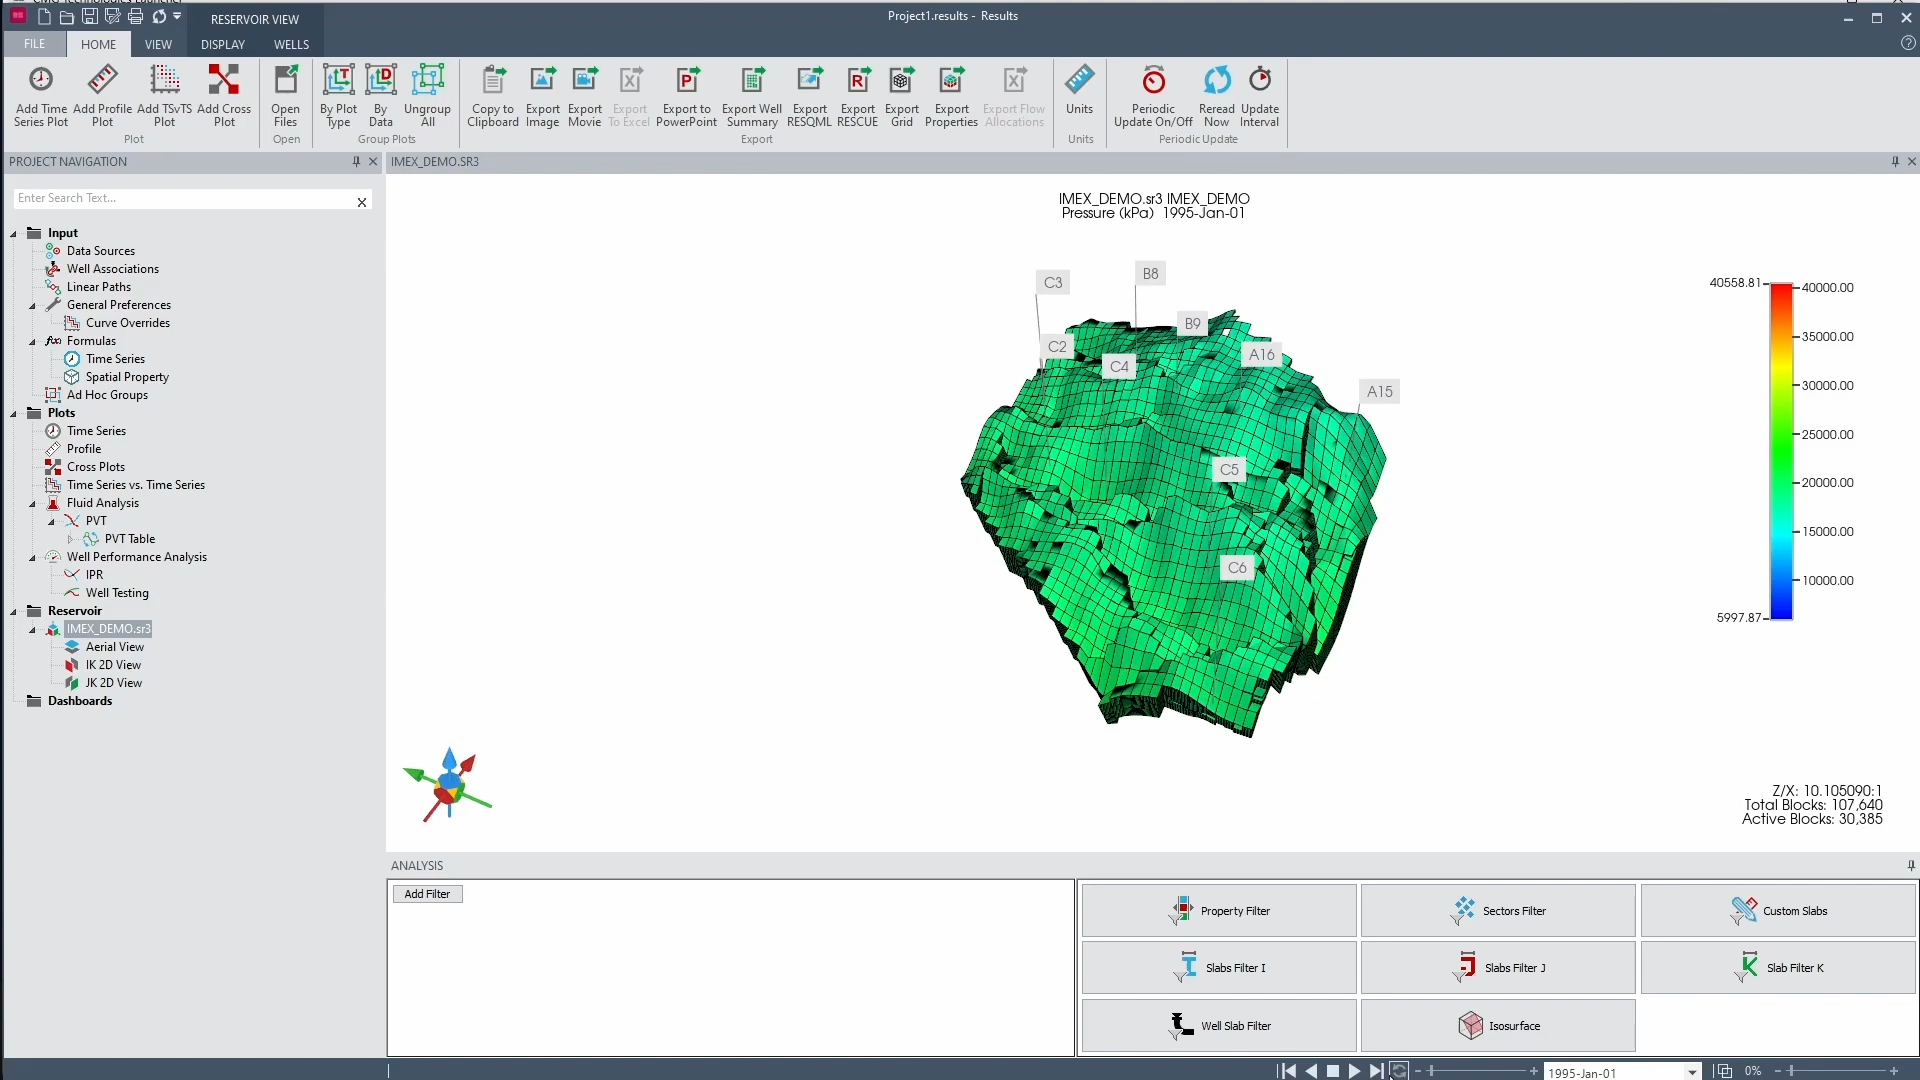 RESERVOIR VIEW
Project1.results - Results
FILE
HOME
VIEW
DISPLAY
WELLS
Add Time
Series Plot
Add Profile
Plot
Add TSvTS
Plot
Add Cross
Plot
Plot
Open
Files
Open
By Plot
Type
By
Data
Ungroup
All
Group Plots
Copy to
Clipboard
Export
Image
Export
Movie
Export
To Excel
Export to
PowerPoint
Export Well
Summary
Export
RESQML
Export
RESCUE
Export
Grid
Export
Properties
Export Flow
Allocations
Export
Units
Units
Periodic
Update On/Off
Reread
Now
Update
Interval
Periodic Update
PROJECT NAVIGATION
Enter Search Text...
Input
Data Sources
Well Associations
Linear Paths
General Preferences
Curve Overrides
Formulas
Time Series
Spatial Property
Ad Hoc Groups
Plots
Time Series
Profile
Cross Plots
Time Series vs. Time Series
Fluid Analysis
PVT
PVT Table
Well Performance Analysis
IPR
Well Testing
Reservoir
IMEX_DEMO.sr3
Aerial View
IK 2D View
JK 2D View
Dashboards
IMEX_DEMO.SR3
IMEX_DEMO.sr3 IMEX_DEMO
Pressure (kPa) 1995-Jan-01
C3
B8
B9
C2
C4
A16
A15
C5
C6
40558.81
40000.00
35000.00
30000.00
25000.00
20000.00
15000.00
10000.00
5997.87
Z/X: 10.105090:1
Total Blocks: 107,640
Active Blocks: 30,385
ANALYSIS
Add Filter
Property Filter
Sectors Filter
Custom Slabs
Slabs Filter I
Slabs Filter J
Slab Filter K
Well Slab Filter
Isosurface
1995-Jan-01
0%